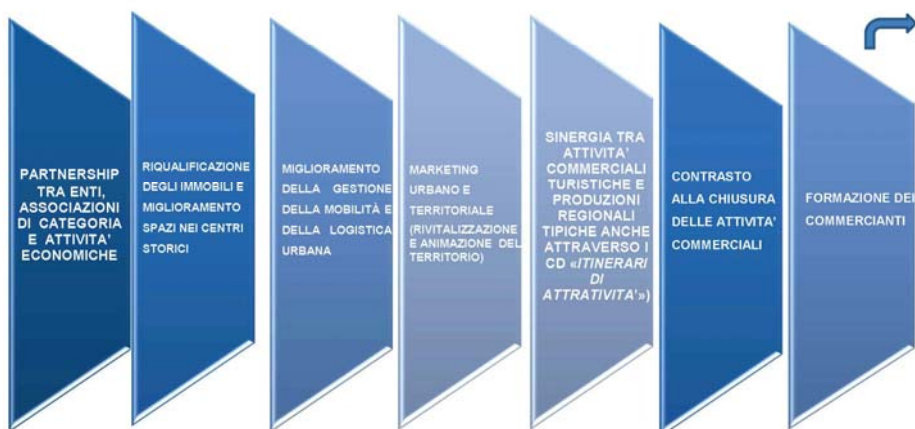 PARTNERSHIP
TRA ENTI,
ASSOCIAZIONI
DI CATEGORIA
E ATTIVITA'
ECONOMICHE
RIQUALIFICAZIONE
DEGLI IMMOBILI E
MIGLIORAMENTO
SPAZI NEI CENTRI
STORICI
MIGLIORAMENTO
DELLA GESTIONE
DELLA MOBILITÀ E
DELLA LOGISTICA
URBANA
MARKETING
URBANO E
TERRITORIALE
(RIVITALIZZAZIONE
E ANIMAZIONE DEL
TERRITORIO)
SINERGIA TRA
ATTIVITA'
COMMERCIALI
TURISTICHE E
PRODUZIONI
REGIONALI
TIPICHE ANCHE
ATTRAVERSO I
CD «ITINERARI
DI
ATTRATIVITA'»)
CONTRASTO
ALLA CHIUSURA
DELLE ATTIVITA'
COMMERCIALI
FORMAZIONE DEI
COMMERCIANTI